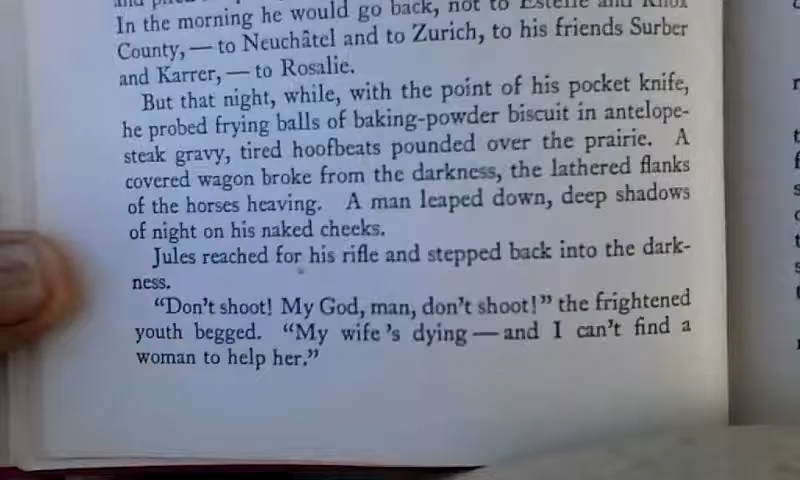 In the morning he would go back, not to Estelle and Knox
County, — to Neuchâtel and to Zurich, to his friends Surber
and Karrer, — to Rosalie.
But that night, while, with the point of his pocket knife,
he probed frying balls of baking-powder biscuit in antelope-
steak gravy, tired hoofbeats pounded over the prairie. A
covered wagon broke from the darkness, the lathered flanks
of the horses heaving. A man leaped down, deep shadows
of night on his naked cheeks.
Jules reached for his rifle and stepped back into the dark-
ness.
“Don't shoot! My God, man, don't shoot!” the frightened
youth begged. “My wife 's dying — and I can't find a
woman to help her.”